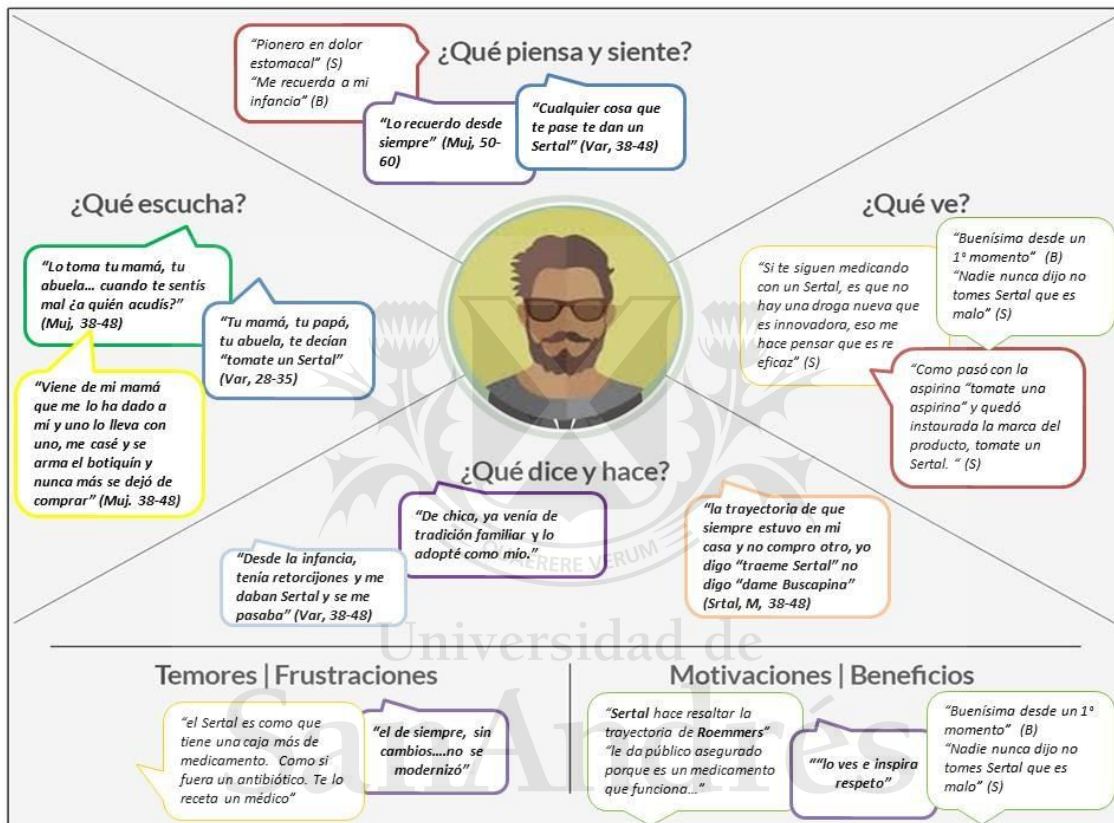 ¿Qué piensa y siente?
“Pionero en dolor
estomacal” (S)
“Me recuerda a mi
infancia” (B)
“Lo recuerdo desde
siempre” (Muj, 50-
60)
“Cualquier cosa que
te pase te dan un
Sertal” (Var, 38-48)
¿Qué escucha?
“Lo toma tu mamá, tu
abuela… cuando te sentís
mal ¿a quién acudís?”
(Muj, 38-48)
“Tu mamá, tu papá,
tu abuela, te decían
“tomate un Sertal”
(Var, 28-35)
“Viene de mi mamá
que me lo ha dado a
mí y uno lo lleva con
uno, me casé y se
arma el botiquín y
nunca más se dejó de
comprar” (Muj. 38-48)
¿Qué ve?
“Si te siguen medicando
con un Sertal, es que no
hay una droga nueva que
es innovadora, eso me
hace pensar que es re
eficaz” (S)
“Buenísima desde un
1º momento” (B)
“Nadie nunca dijo no
tomes Sertal que es
malo” (S)
“Como pasó con la
aspirina “tomate una
aspirina” y quedó
instaurada la marca del
producto, tomate un
Sertal. “ (S)
¿Qué dice y hace?
“De chica, ya venía de
tradición familiar y lo
adopté como mío.”
“Desde la infancia,
tenía retorcijones y me
daban Sertal y se me
pasaba” (Var, 38-48)
“la trayectoria de que
siempre estuvo en mi
casa y no compro otro, yo
digo “traeme Sertal” no
digo “dame Buscapina”
(Srtal, M, 38-48)
QUAERERE VERUM
Universidad de
SanAndrés
Temores | Frustraciones
“el Sertal es como que
tiene una caja más de
medicamento. Como si
fuera un antibiótico. Te lo
receta un médico”
“el de siempre, sin
cambios….no se
modernizó”
Motivaciones | Beneficios
“Sertal hace resaltar la
trayectoria de Roemmers”
“le da público asegurado
porque es un medicamento
que funciona…”
““lo ves e inspira
respeto”
“Buenísima desde un 1º
momento” (B)
“Nadie nunca dijo no
tomes Sertal que es
malo” (S)